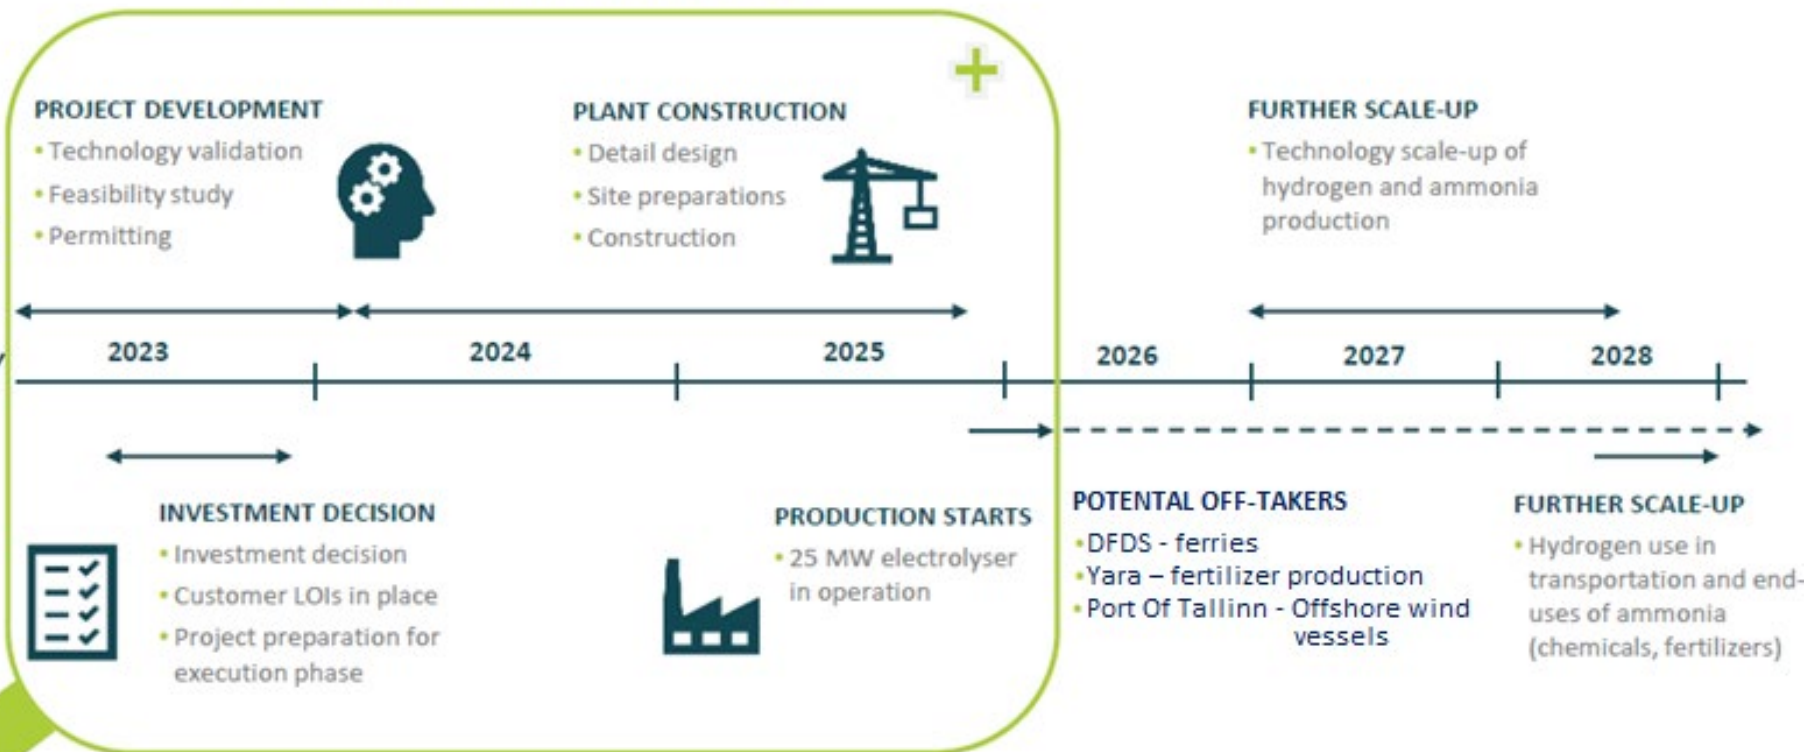 PROJECT DEVELOPMENT
• Technology validation
• Feasibility study
• Permitting
PLANT CONSTRUCTION
• Detail design
• Site preparations
• Construction
FURTHER SCALE-UP
• Technology scale-up of
hydrogen and ammonia
production
2023
2024
2025
2026
2027
2028
INVESTMENT DECISION
• Investment decision
• Customer LOIs in place
• Project preparation for
execution phase
PRODUCTION STARTS
• 25 MW electrolyser
in operation
POTENTAL OFF-TAKERS
• DFDS - ferries
• Yara – fertilizer production
• Port Of Tallinn - Offshore wind
vessels
FURTHER SCALE-UP
• Hydrogen use in
transportation and end-
uses of ammonia
(chemicals, fertilizers)